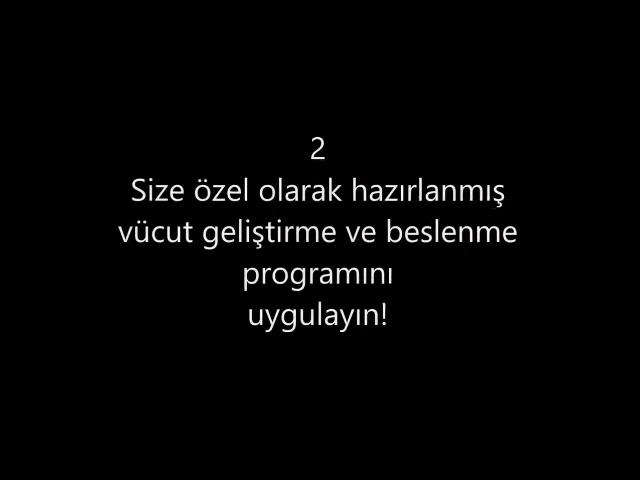 2
Size özel olarak hazırlanmış
vücut geliştirme ve beslenme
programını
uygulayın!